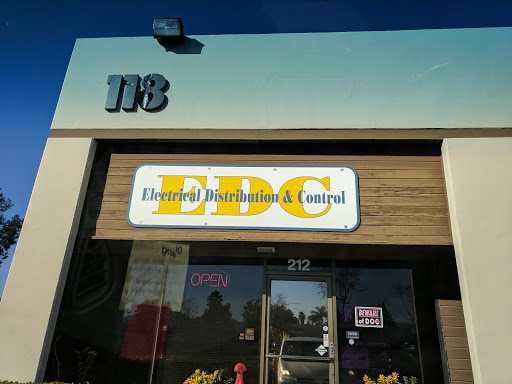 118
EDC
Electrical Distribution & Control
212
OPEN
BEWARE
of DOG